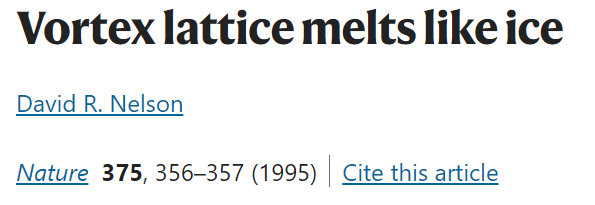 Vortex lattice melts like ice
David R. Nelson
Nature 375, 356–357 (1995) | Cite this article